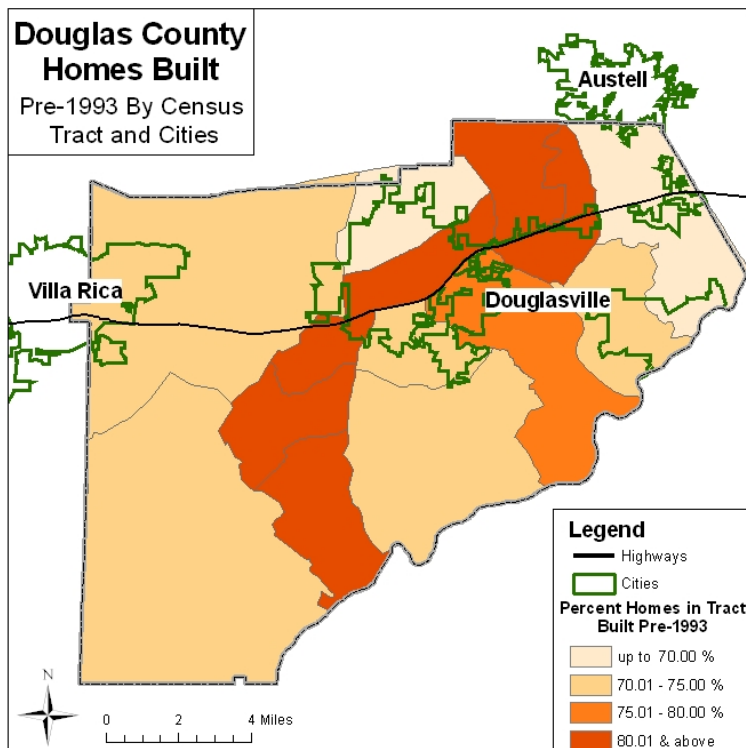 Douglas County
Homes Built
Pre-1993 By Census
Tract and Cities
Austell
Villa Rica
Douglasville
Legend
Highways
Cities
Percent Homes in Tract
Built Pre-1993
up to 70.00 %
70.01 - 75.00 %
75.01 - 80.00 %
80.01 & above
N
0 2 4 Miles